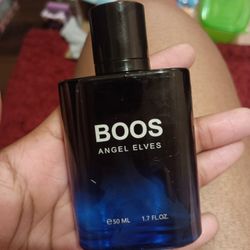 BOOS
ANGEL ELVES
℮50 ML 1.7 FL.OZ.